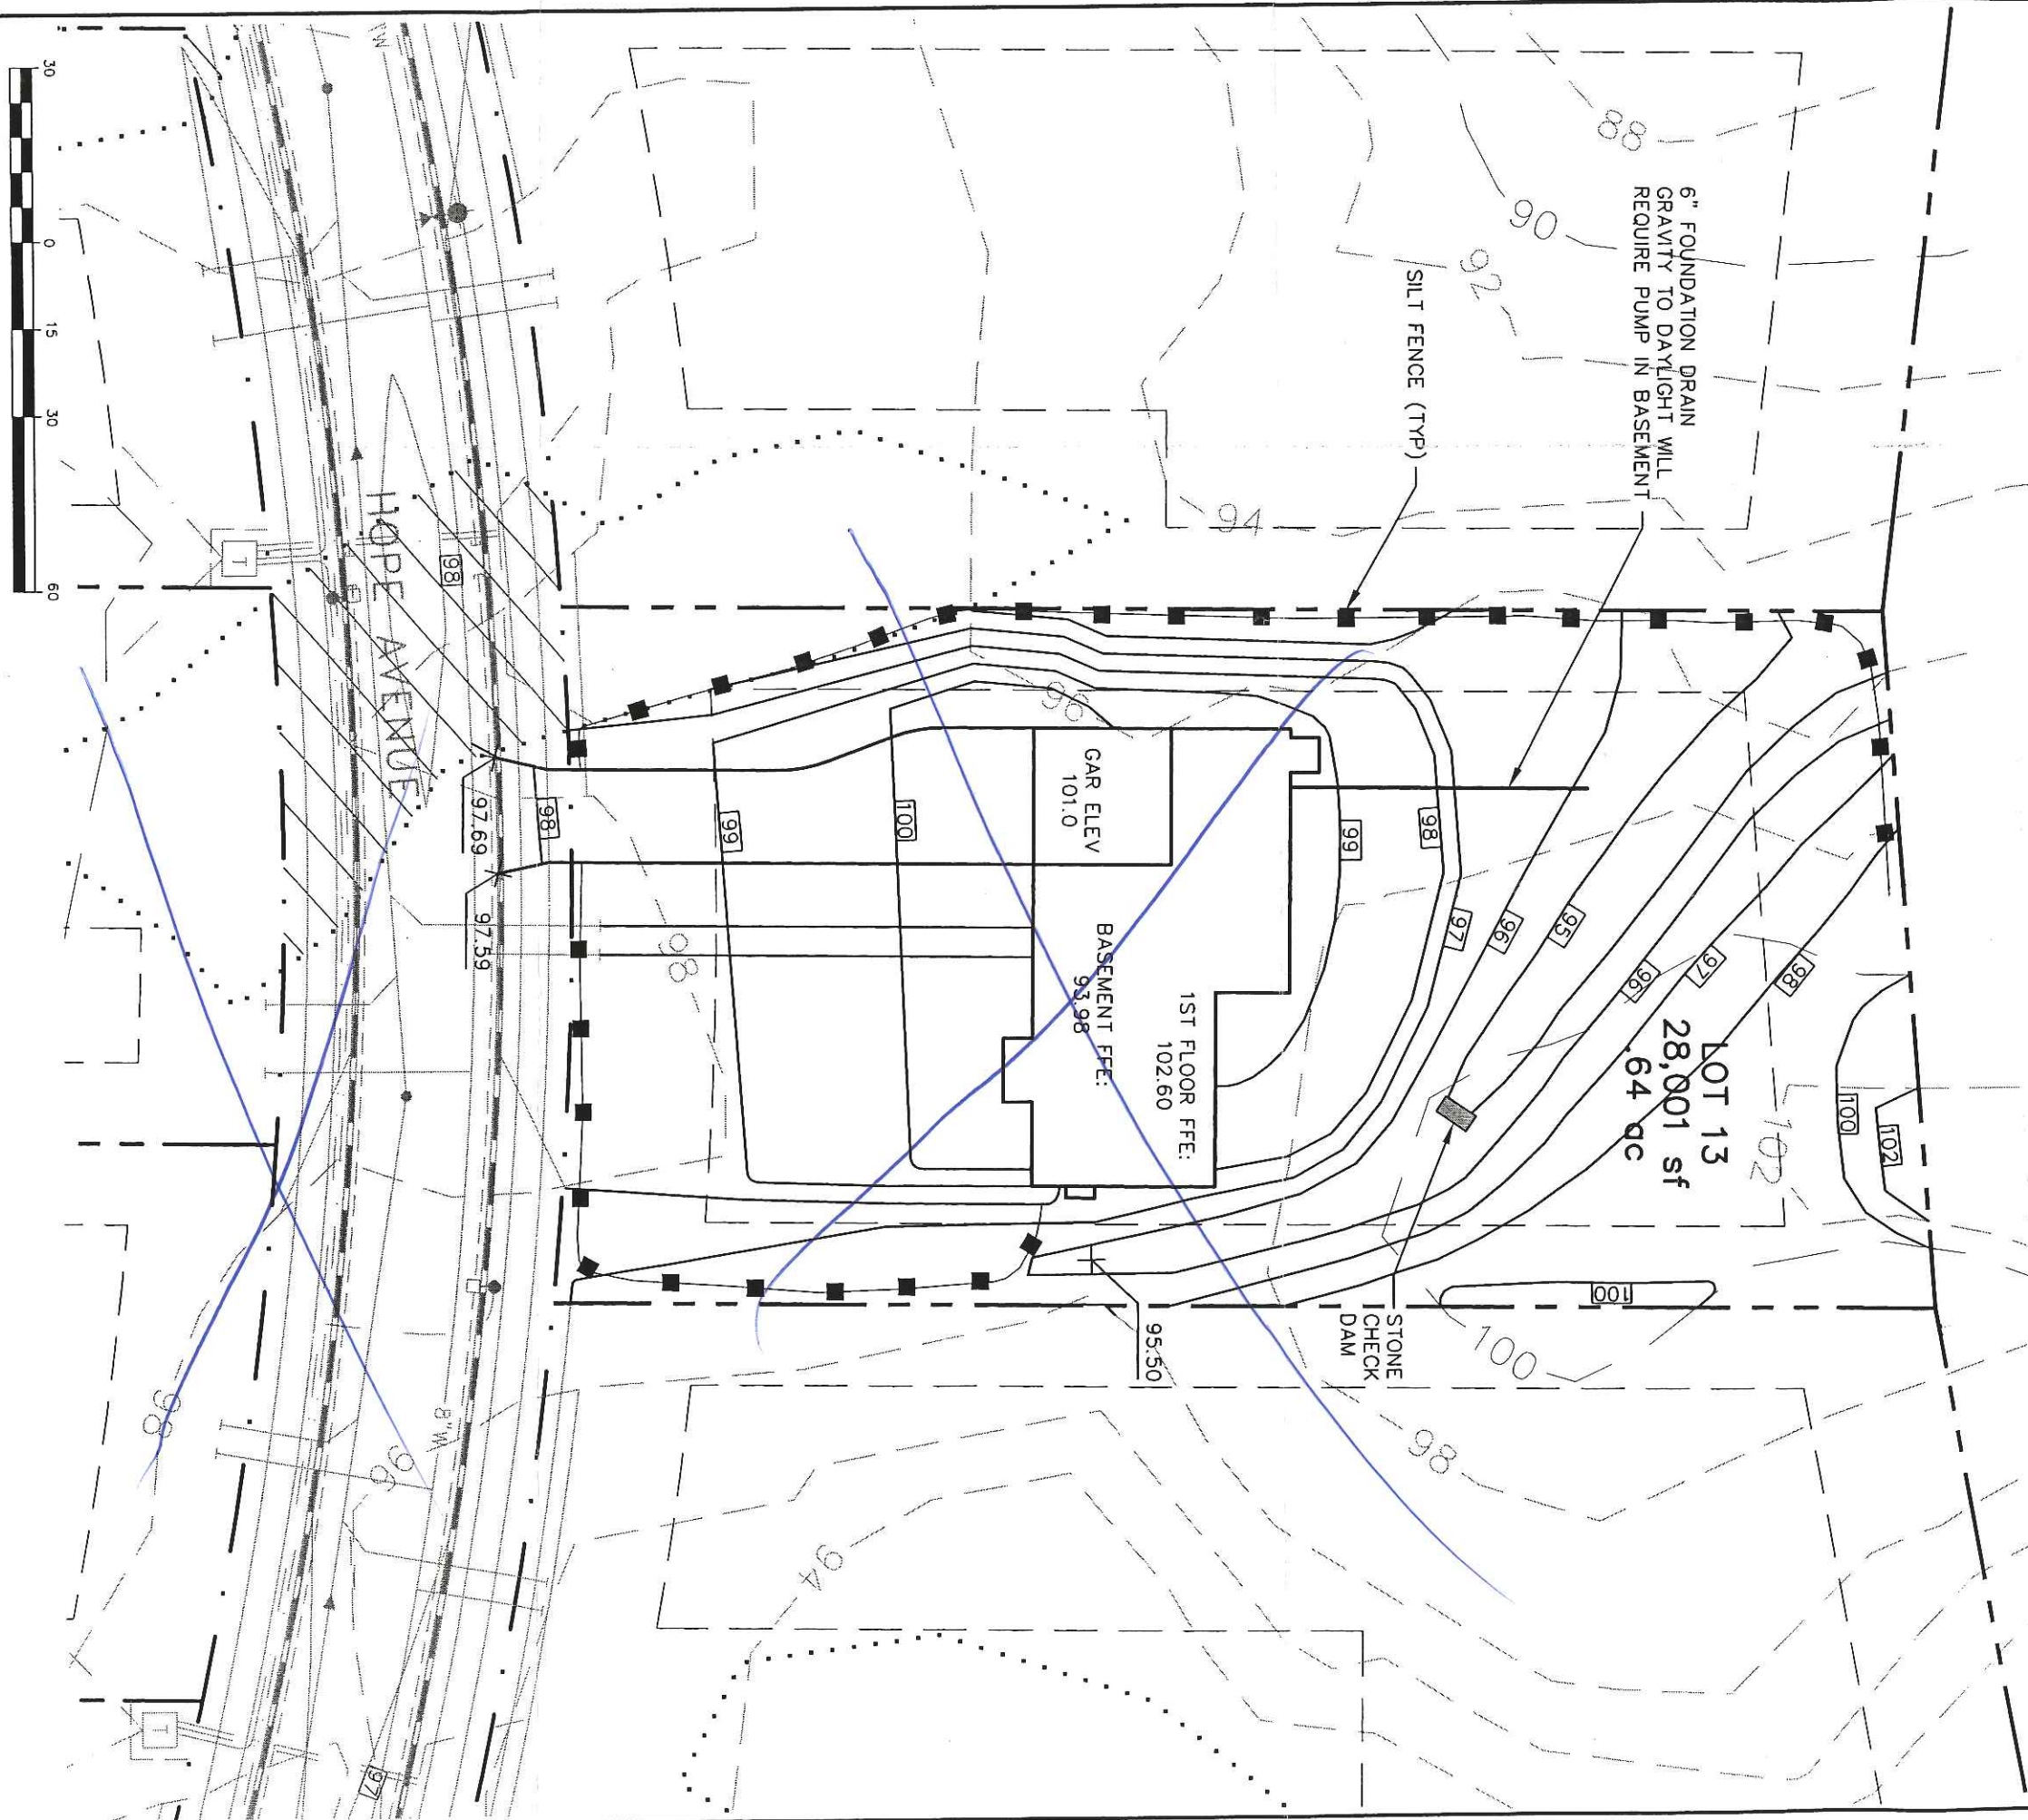 6" FOUNDATION DRAIN
GRAVITY TO DAYLIGHT WILL
REQUIRE PUMP IN BASEMENT
SILT FENCE (TYP)
88
90
92
94
96
98
102
100
98
94
96
98
LOT 13
28,001 sf
.64 ac
1ST FLOOR FFE:
102.60
BASEMENT FFE:
93.98
GAR ELEV
101.0
STONE
CHECK
DAM
95.50
102
100
100
98
97
96
95
96
97
98
99
100
99
98
98
97
97.69
97.59
HOPE AVENUE
8"W
T
T
30
0
15
30
60